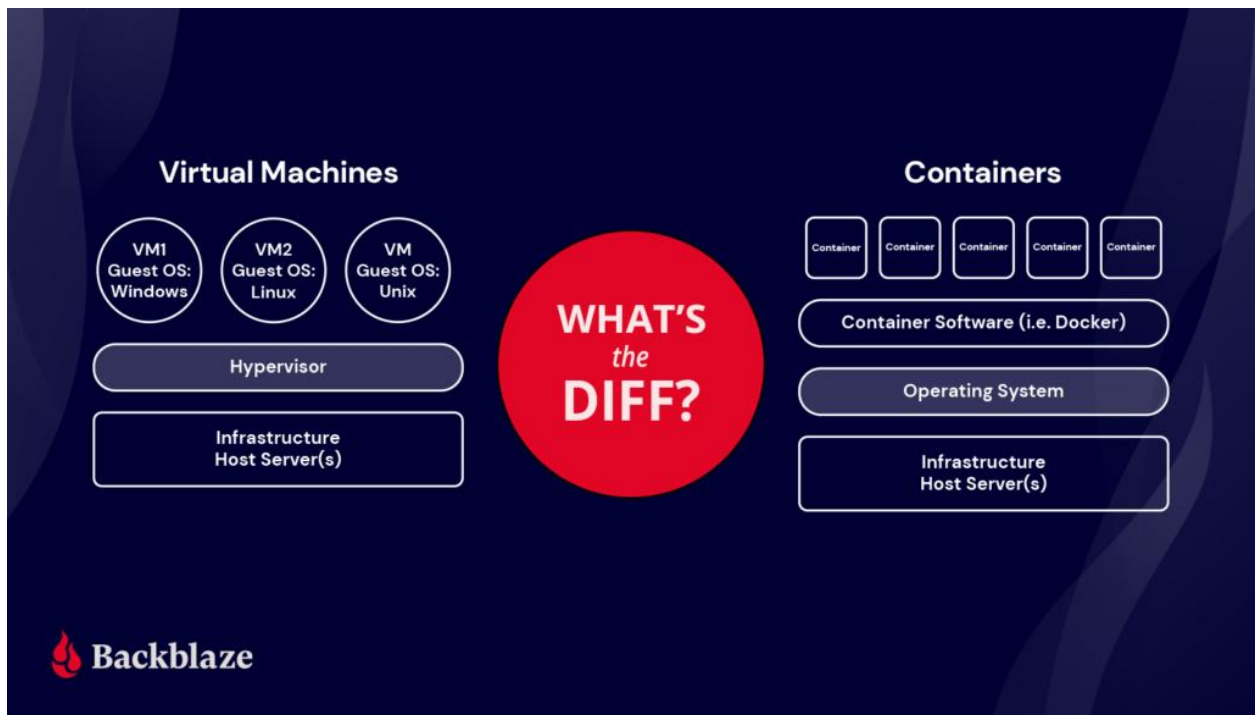 Virtual Machines
VM1
Guest OS:
Windows
VM2
Guest OS:
Linux
VM
Guest OS:
Unix
Hypervisor
Infrastructure
Host Server(s)
WHAT'S
the
DIFF?
Containers
Container
Container
Container
Container
Container
Container Software (i.e. Docker)
Operating System
Infrastructure
Host Server(s)
Backblaze